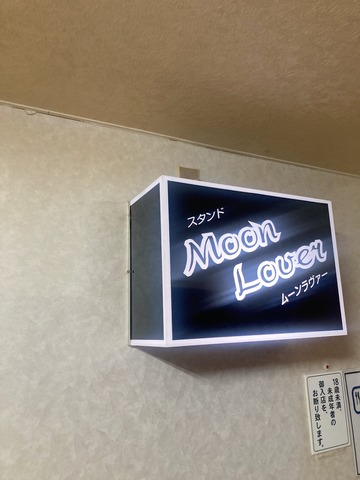 スタンド
Moon
Lover
ムーンラヴァー
18歳未満、
未成年者の
御入店を、
お断り致します。